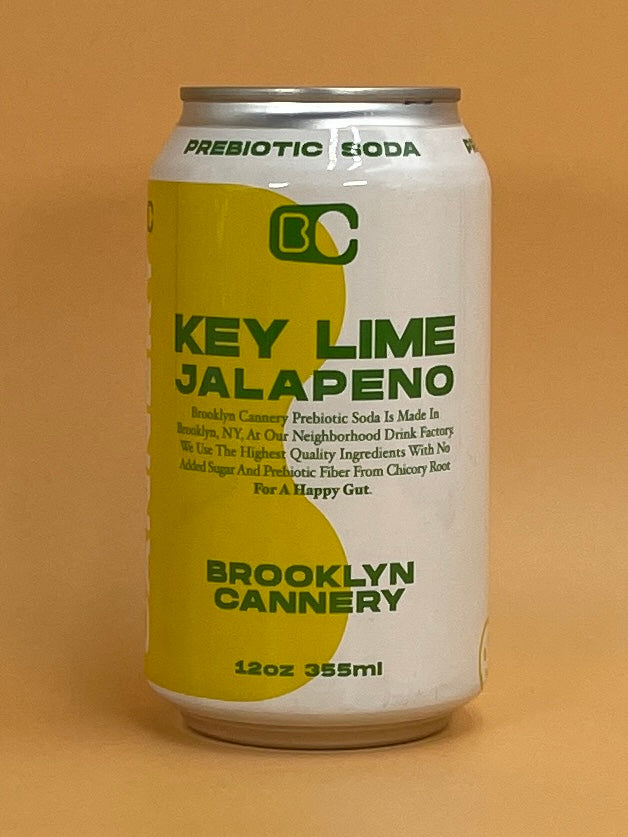 PREBIOTIC SODA
BC
KEY LIME
JALAPENO
Brooklyn Cannery Prebiotic Soda Is Made In
Brooklyn, NY, At Our Neighborhood Drink Factory.
We Use The Highest Quality Ingredients With No
Added Sugar And Prebiotic Fiber From Chicory Root
For A Happy Gut.
BROOKLYN
CANNERY
12oz 355ml